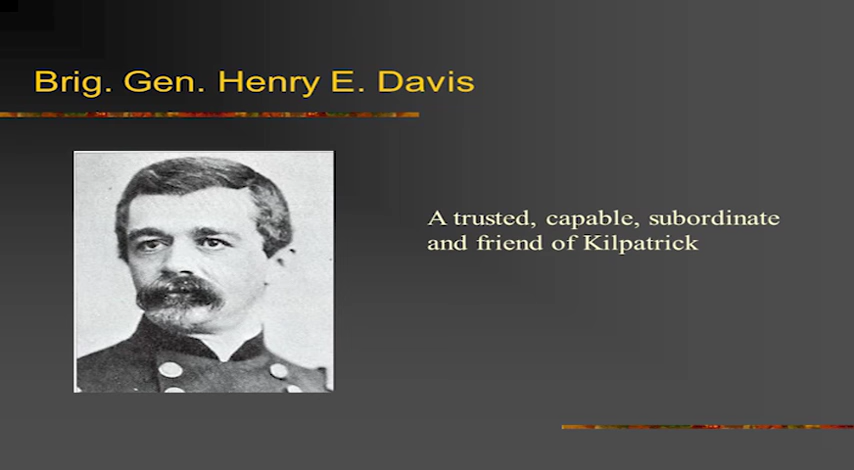 Brig. Gen. Henry E. Davis
A trusted, capable, subordinate
and friend of Kilpatrick